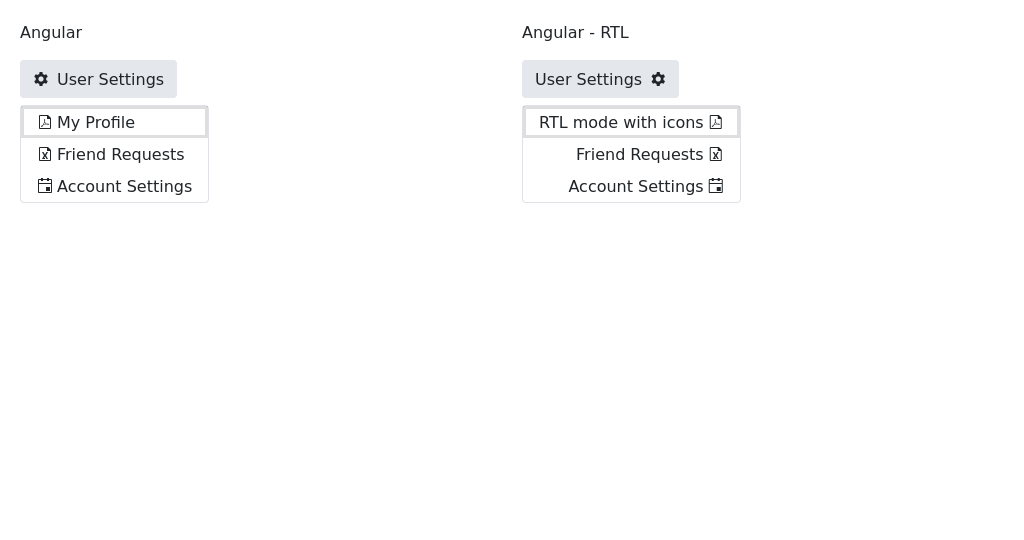 Angular
User Settings
My Profile
Friend Requests
Account Settings
Angular - RTL
User Settings
RTL mode with icons
Friend Requests
Account Settings